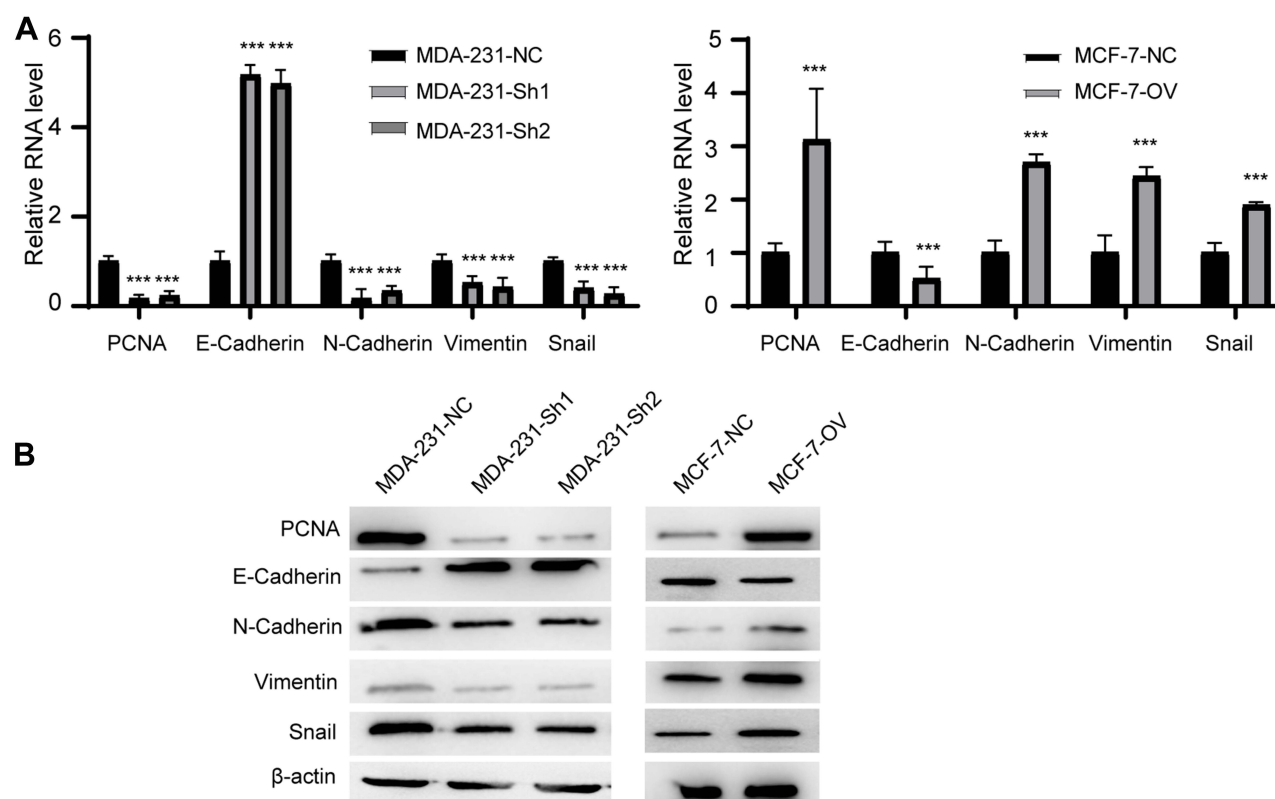 A
Relative RNA level
6
4
2
0
*** ***
*** ***
*** ***
*** ***
*** ***
MDA-231-NC
MDA-231-Sh1
MDA-231-Sh2
PCNA E-Cadherin N-Cadherin Vimentin Snail
Relative RNA level
5
4
3
2
1
0
***
***
***
***
***
MCF-7-NC
MCF-7-OV
PCNA E-Cadherin N-Cadherin Vimentin Snail
B
MDA-231-NC MDA-231-Sh1 MDA-231-Sh2 MCF-7-NC MCF-7-OV
PCNA
E-Cadherin
N-Cadherin
Vimentin
Snail
β-actin